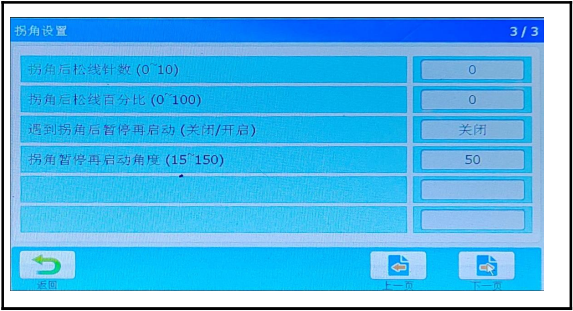 拐角设置 3/3
拐角后松线针数 (0~10) 0
拐角后松线百分比 (0~100) 0
遇到拐角后暂停再启动 (关闭/开启) 关闭
拐角暂停再启动角度 (15~150) 50
返回 上一页 下一页